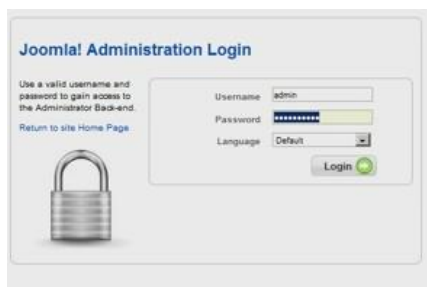 Joomla! Administration Login
Use a valid username and
password to gain access to
the Administrator Back-end.
Return to site Home Page
Username admin
Password ••••••••••
Language Default
Login